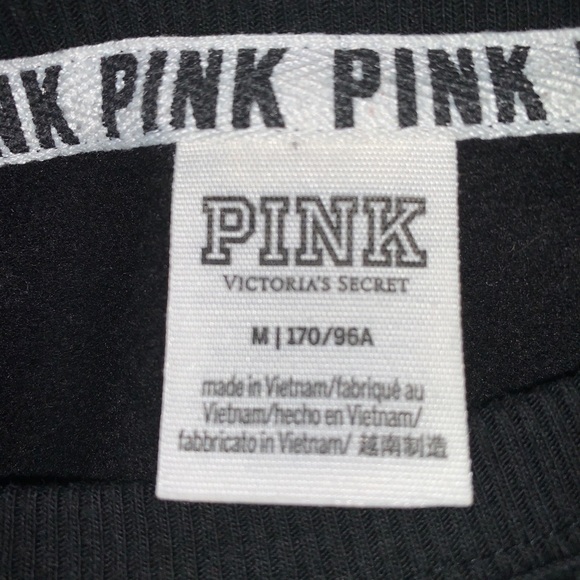 NK PINK PINK
PINK
VICTORIA'S SECRET
M | 170/96A
made in Vietnam/fabriqué au
Vietnam/hecho en Vietnam/
fabbricato in Vietnam/ 越南制造